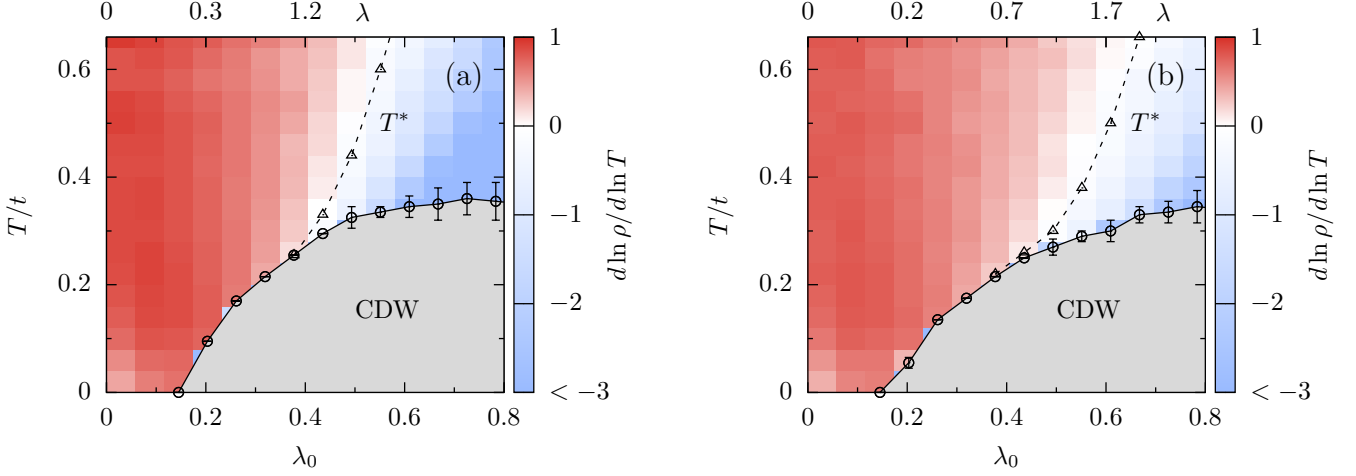 0 0.3 1.2 λ
0.6
0.4
0.2
0
T/t
(a)
T*
CDW
0 0.2 0.4 0.6 0.8
λ₀
1
0
−1
−2
< −3
d ln ρ/d ln T
0 0.2 0.7 1.7 λ
0.6
0.4
0.2
0
T/t
(b)
T*
CDW
0 0.2 0.4 0.6 0.8
λ₀
1
0
−1
−2
< −3
d ln ρ/d ln T